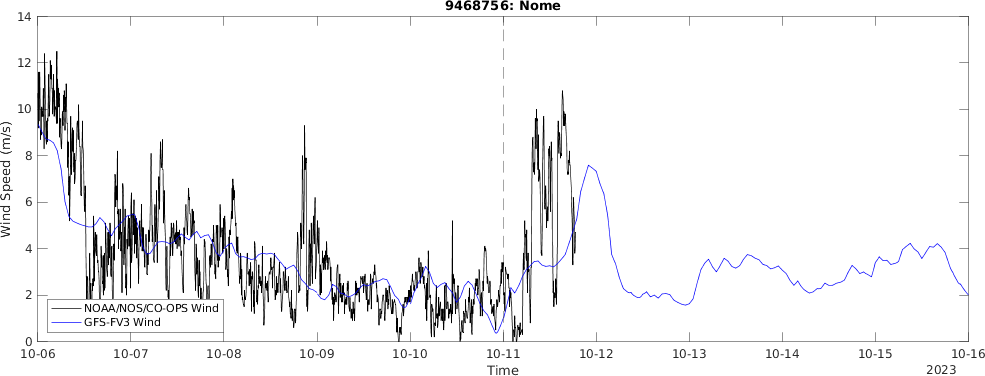 9468756: Nome
14
12
10
8
6
4
2
0
Wind Speed (m/s)
NOAA/NOS/CO-OPS Wind
GFS-FV3 Wind
10-06 10-07 10-08 10-09 10-10 10-11 10-12 10-13 10-14 10-15 10-16
Time
2023